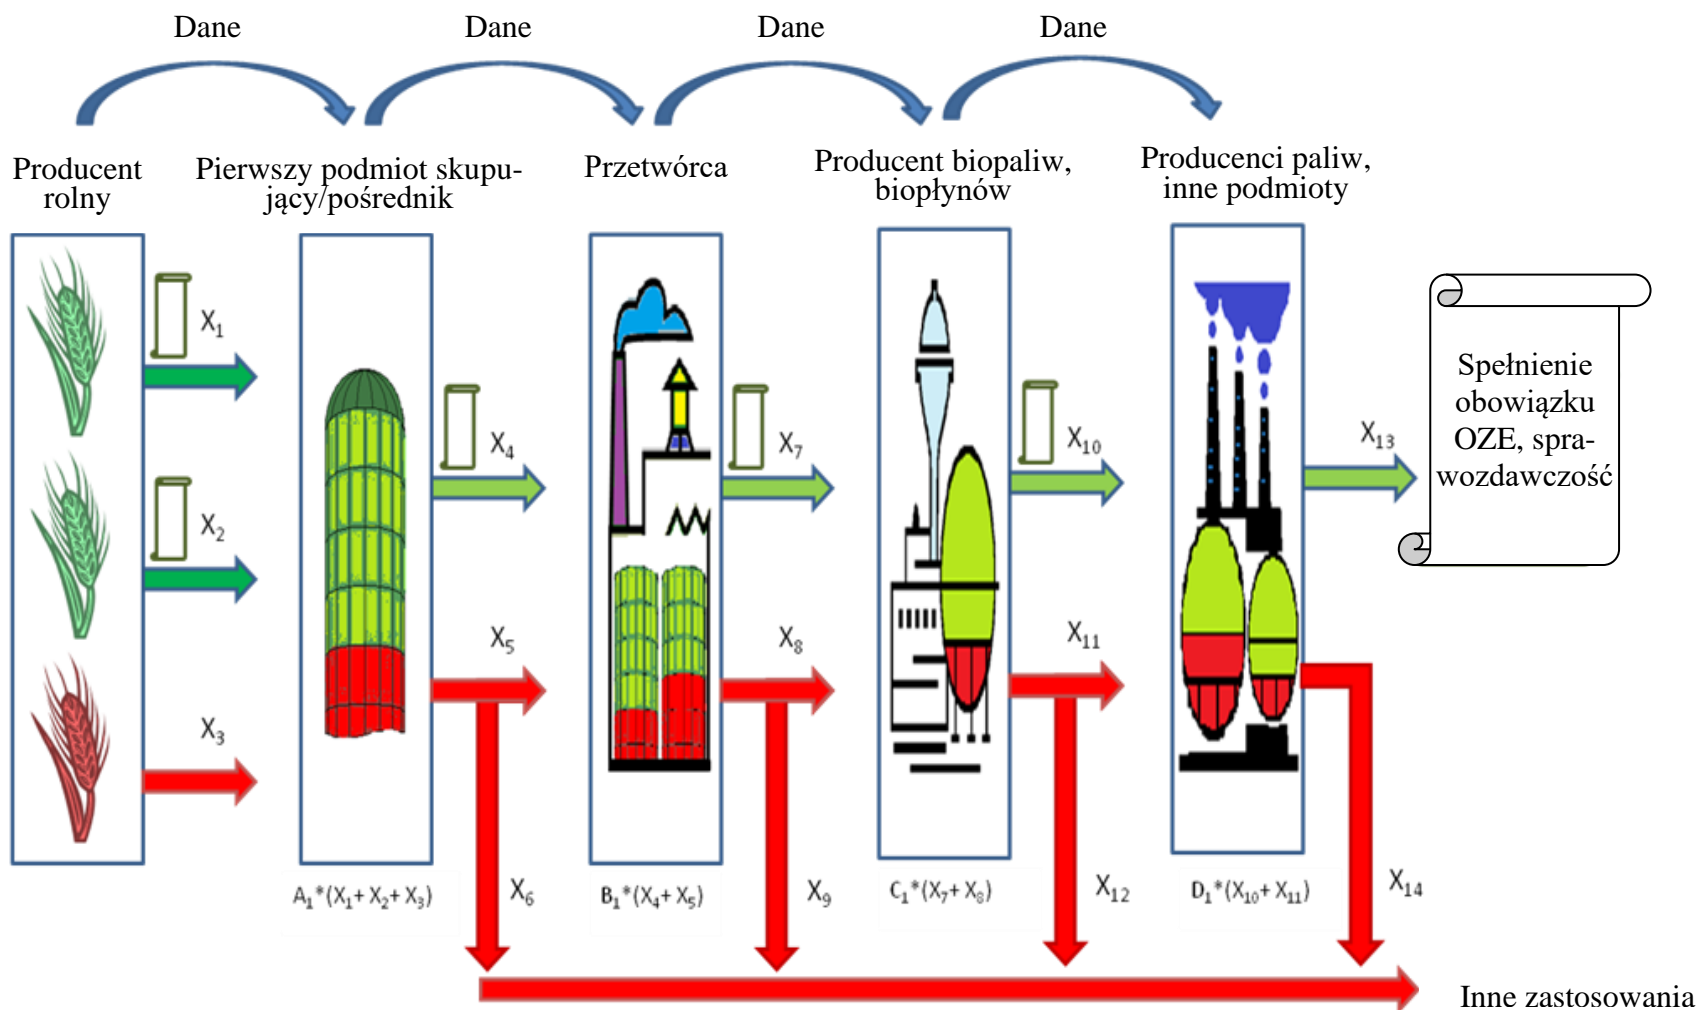 Dane
Dane
Dane
Dane
Producent
rolny
Pierwszy podmiot skupu-
jący/pośrednik
Przetwórca
Producent biopaliw,
biopłynów
Producenci paliw,
inne podmioty
X₁
X₂
X₃
X₄
X₅
X₆
X₇
X₈
X₉
X₁₀
X₁₁
X₁₂
X₁₃
X₁₄
Spełnienie
obowiązku
OZE, spra-
wozdawczość
A₁*(X₁+ X₂+ X₃)
B₁*(X₄+ X₅)
C₁*(X₇+ X₈)
D₁*(X₁₀+ X₁₁)
Inne zastosowania